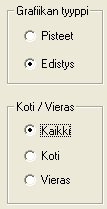 Grafiikan tyyppi
Pisteet
Edistys
Koti / Vieras
Kaikki
Koti
Vieras